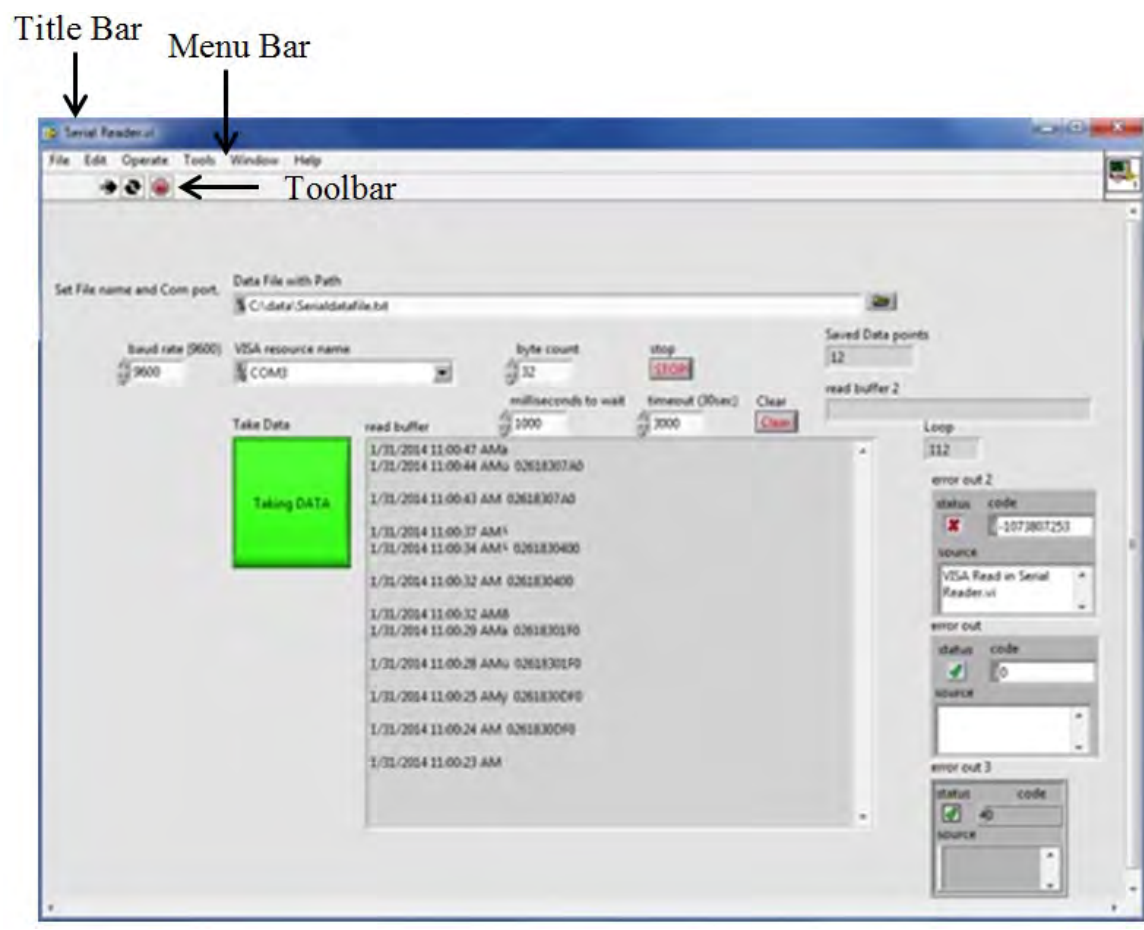 Title Bar
Menu Bar
Serial Reader.vi
File Edit Operate Tools Window Help
Toolbar
Set File name and Com port.
Data File with Path
C:\data\Serialdatafile.txt
baud rate (9600)
9600
VISA resource name
COM3
byte count
32
stop
STOP
Saved Data points
12
milliseconds to wait
1000
timeout (30sec)
3000
Clear
Clear
read buffer 2
Take Data
Taking DATA
read buffer
1/31/2014 11:00:47 AMa
1/31/2014 11:00:44 AMu 02618307A0
1/31/2014 11:00:43 AM 02618307A0
1/31/2014 11:00:37 AM
1/31/2014 11:00:34 AM 0261830400
1/31/2014 11:00:32 AM 0261830400
1/31/2014 11:00:32 AM8
1/31/2014 11:00:29 AMa 02618301F0
1/31/2014 11:00:28 AMu 02618301F0
1/31/2014 11:00:25 AMy 0261830DF0
1/31/2014 11:00:24 AM 0261830DF0
1/31/2014 11:00:23 AM
Loop
112
error out 2
status code
-1073807253
source
VISA Read in Serial
Reader.vi
error out
status code
0
source
error out 3
status code
source